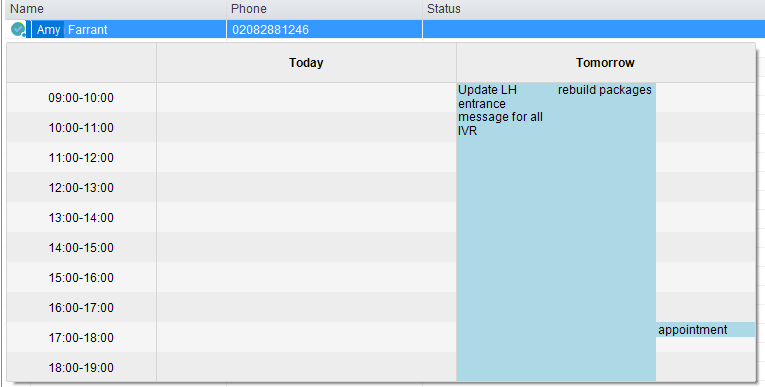 Name Phone Status
Amy Farrant 02082881246
Today Tomorrow
09:00-10:00 Update LH rebuild packages
entrance
message for all
IVR
10:00-11:00
11:00-12:00
12:00-13:00
13:00-14:00
14:00-15:00
15:00-16:00
16:00-17:00
17:00-18:00 appointment
18:00-19:00